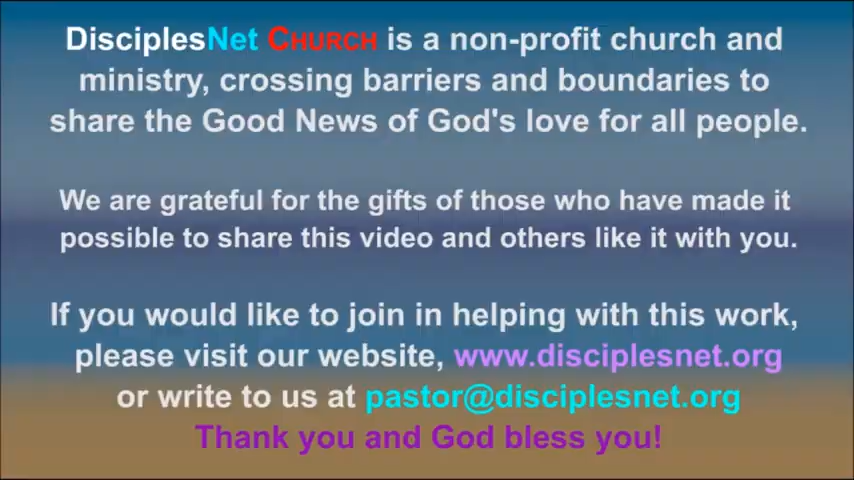 DisciplesNet CHURCH is a non-profit church and
ministry, crossing barriers and boundaries to
share the Good News of God's love for all people.
We are grateful for the gifts of those who have made it
possible to share this video and others like it with you.
If you would like to join in helping with this work,
please visit our website, www.disciplesnet.org
or write to us at pastor@disciplesnet.org
Thank you and God bless you!